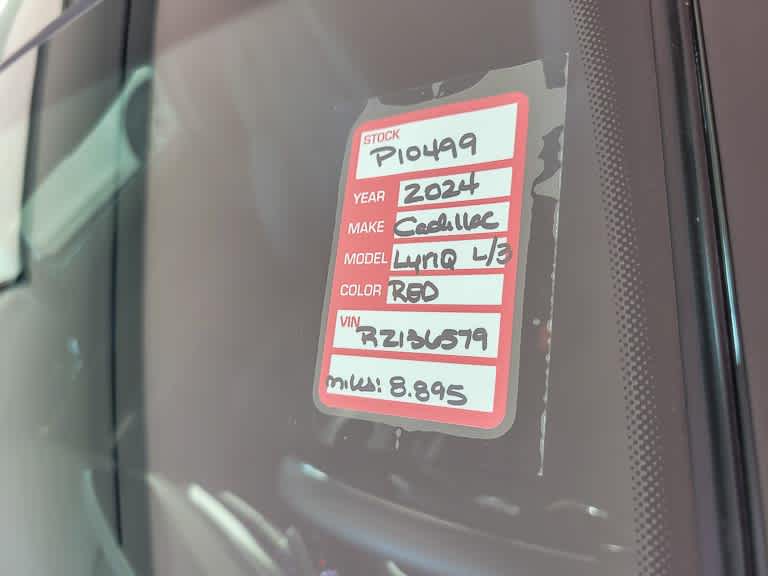 STOCK
P10499
YEAR 2024
MAKE Cadillac
MODEL LyriQ L/3
COLOR RED
VIN RZ136579
miles: 8.895